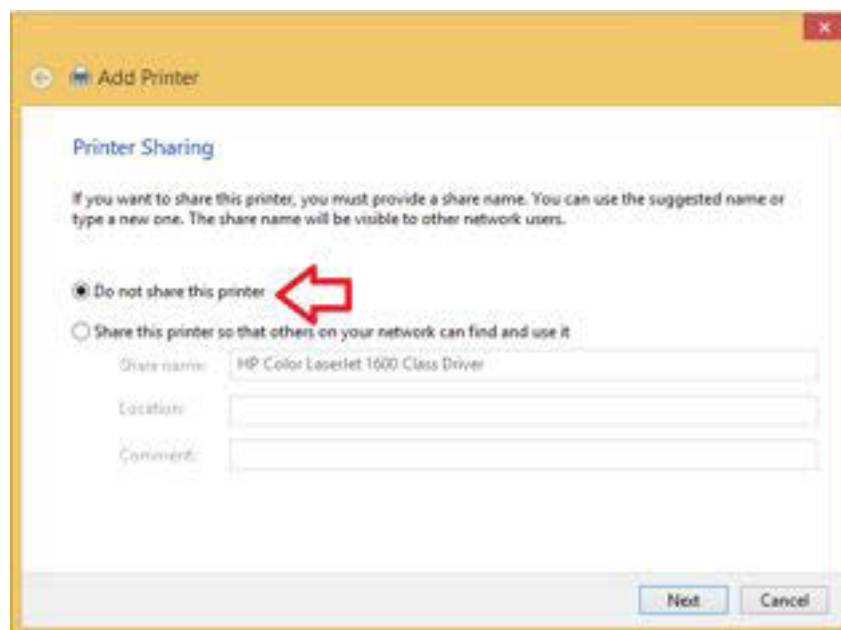 Add Printer
Printer Sharing
If you want to share this printer, you must provide a share name. You can use the suggested name or
type a new one. The share name will be visible to other network users.
Do not share this printer
Share this printer so that others on your network can find and use it
Share name: HP Color LaserJet 1600 Class Driver
Location:
Comment:
Next Cancel